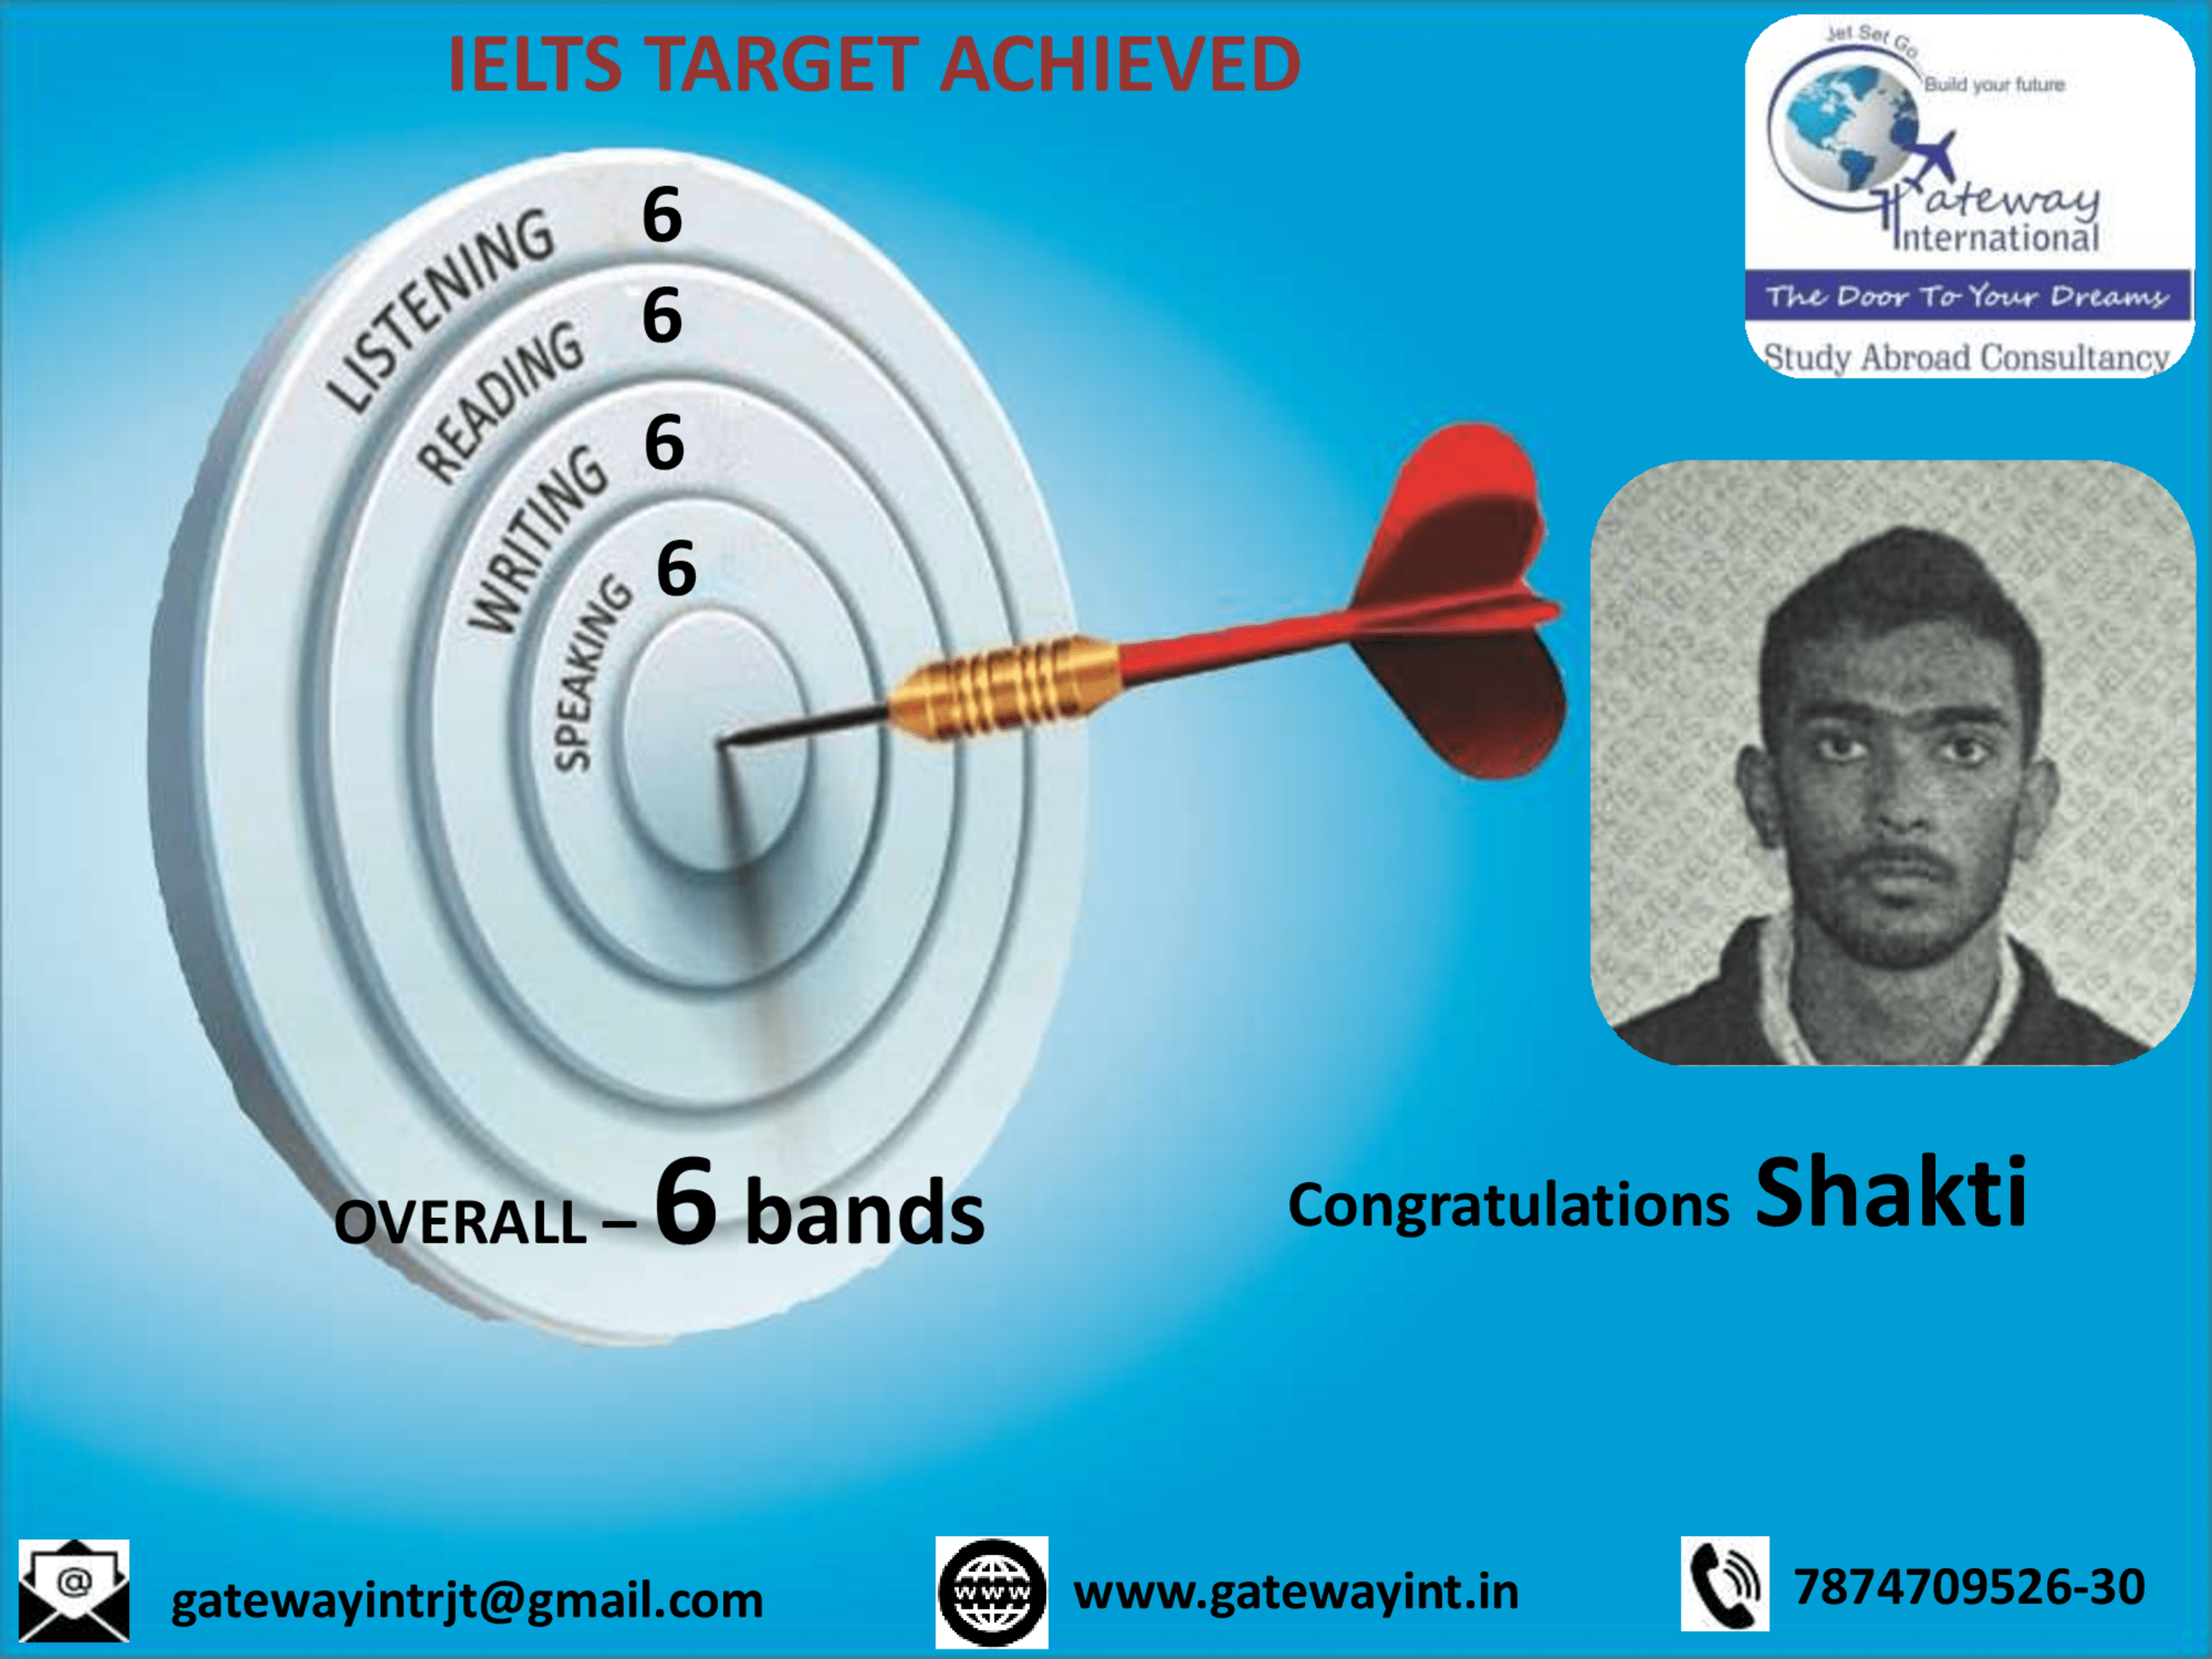 IELTS TARGET ACHIEVED
Jet Set Go
Build your future
Gateway
International
The Door To Your Dreams
Study Abroad Consultancy
LISTENING 6
READING 6
WRITING 6
SPEAKING 6
OVERALL – 6 bands
Congratulations Shakti
@ gatewayintrjt@gmail.com
www www.gatewayint.in
7874709526-30